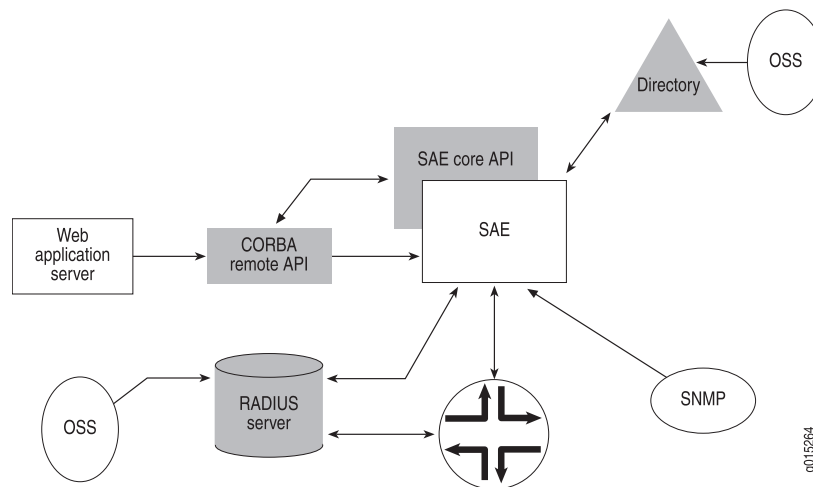 OSS
Directory
SAE core API
SAE
Web
application
server
CORBA
remote API
OSS
RADIUS
server
SNMP
g015264